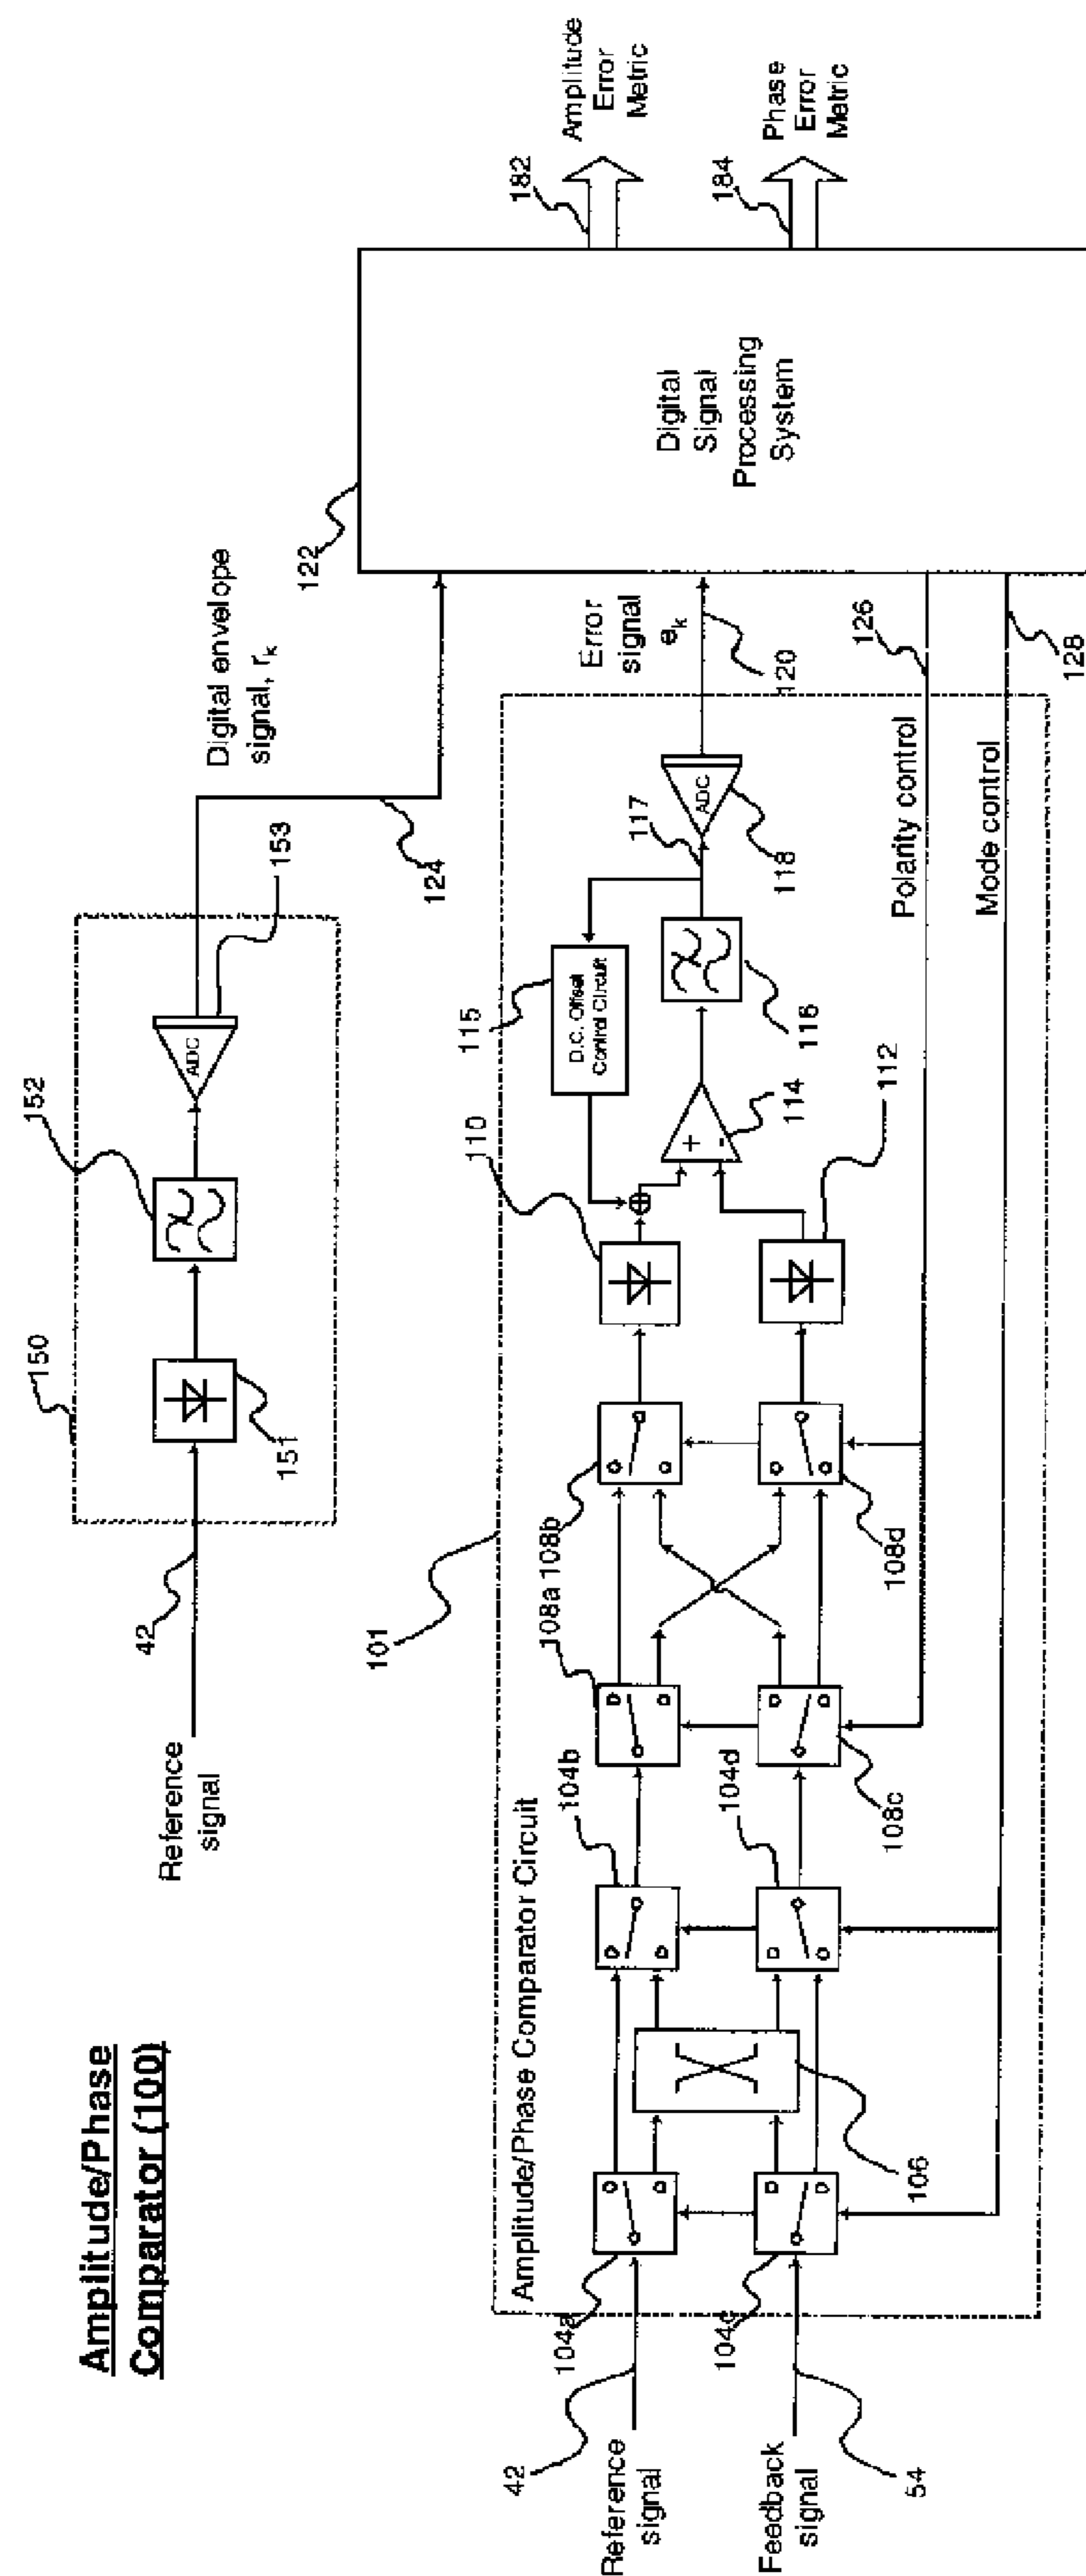 Amplitude/Phase
Comparator (100)
Reference
signal
42
150
151
152
ADC
153
Digital envelope
signal, rk
124
122
Digital
Signal
Processing
System
182
Amplitude
Error
Metric
184
Phase
Error
Metric
101
Amplitude/Phase Comparator Circuit
Reference
signal
42
Feedback
signal
54
104a
104c
106
104b
104d
108a
108b
108c
108d
110
112
114
115
D.C. Offset
Control Circuit
116
117
ADC
118
Error
signal
ek
120
Polarity control
126
Mode control
128